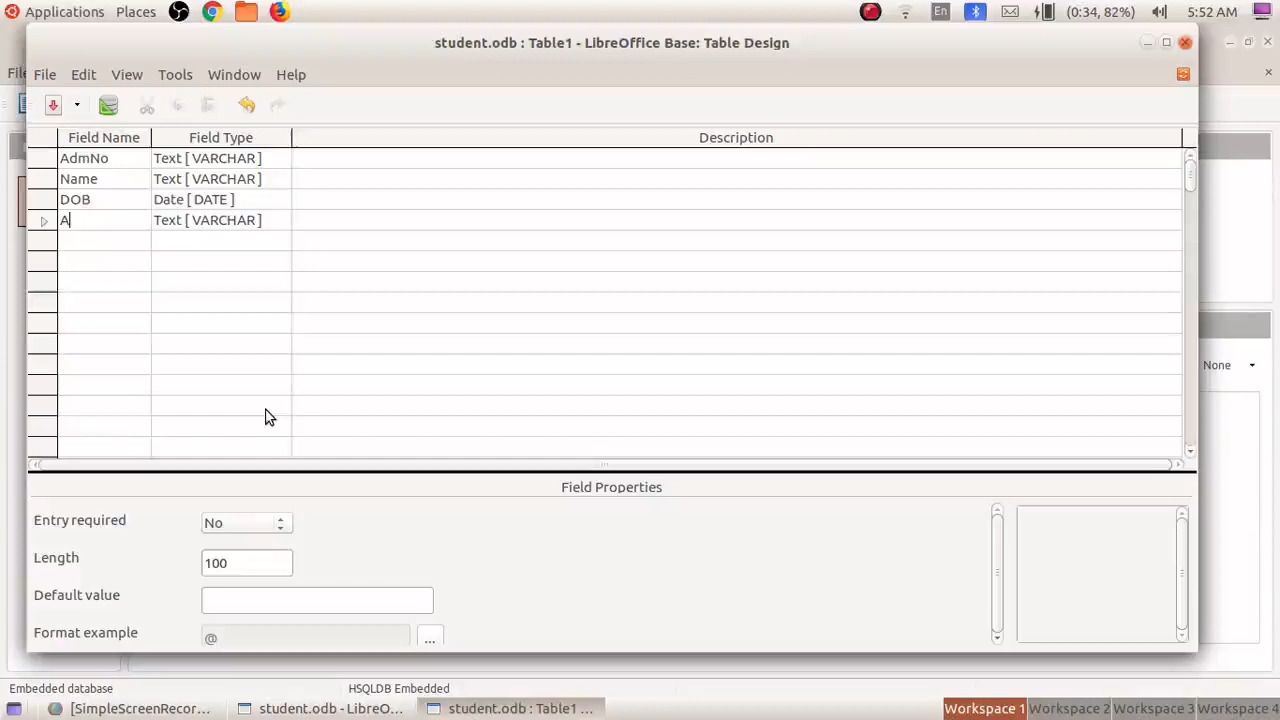 Applications Places En (0:34, 82%) 5:52 AM
student.odb : Table1 - LibreOffice Base: Table Design
File Edit View Tools Window Help
Field Name Field Type Description
AdmNo Text [ VARCHAR ]
Name Text [ VARCHAR ]
DOB Date [ DATE ]
A Text [ VARCHAR ]
None
Field Properties
Entry required No
Length 100
Default value
Format example @ ...
Embedded database HSQLDB Embedded
[SimpleScreenRecor... student.odb - LibreO... student.odb : Table1 ... Workspace 1 Workspace 2 Workspace 3 Workspace 4